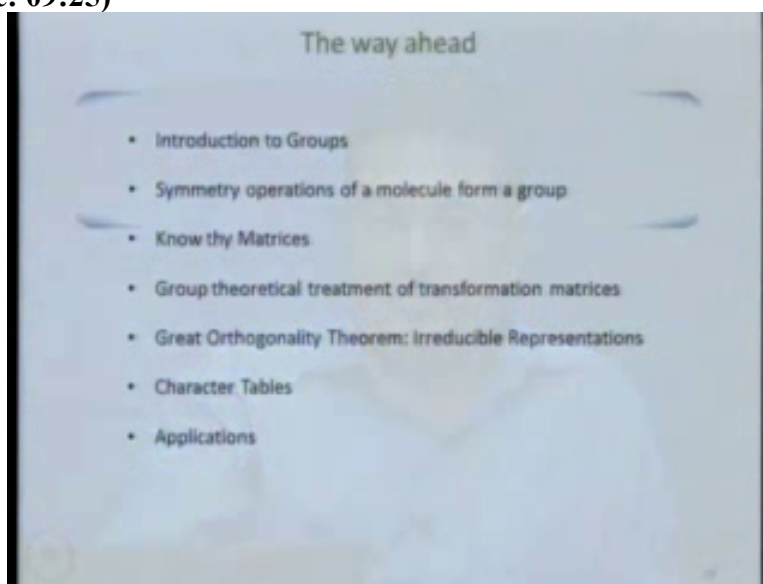 c: 09:25)
The way ahead
• Introduction to Groups
• Symmetry operations of a molecule form a group
• Know thy Matrices
• Group theoretical treatment of transformation matrices
• Great Orthogonality Theorem: Irreducible Representations
• Character Tables
• Applications